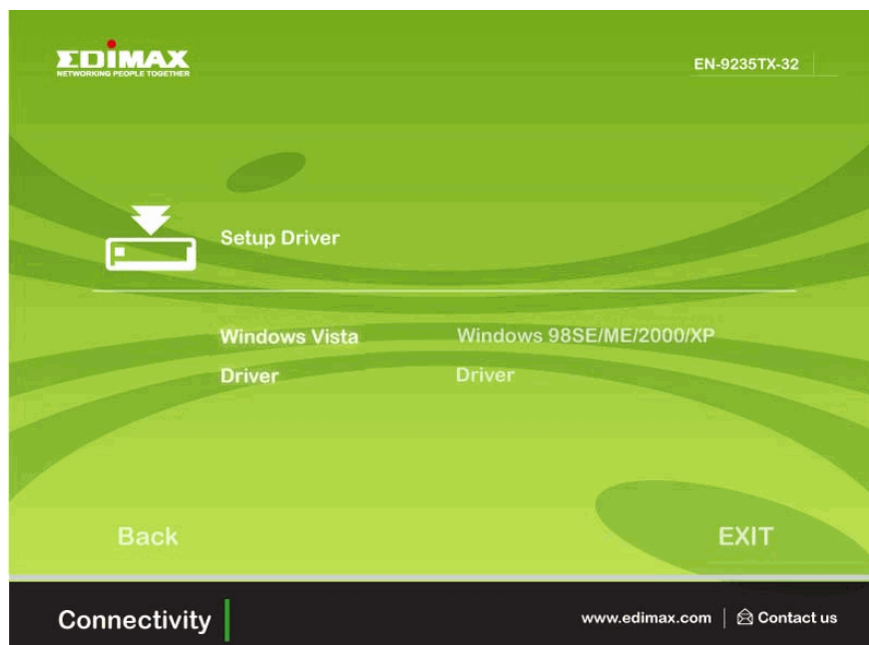 EDIMAX
NETWORKING PEOPLE TOGETHER
EN-9235TX-32
Setup Driver
Windows Vista Windows 98SE/ME/2000/XP
Driver Driver
Back EXIT
Connectivity www.edimax.com Contact us